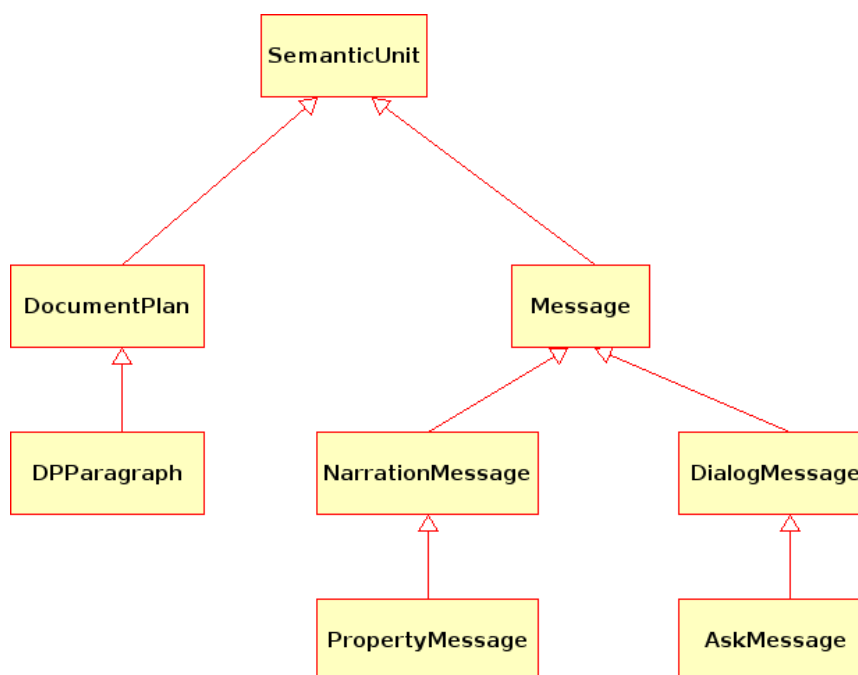 SemanticUnit
DocumentPlan
Message
DPParagraph
NarrationMessage
DialogMessage
PropertyMessage
AskMessage